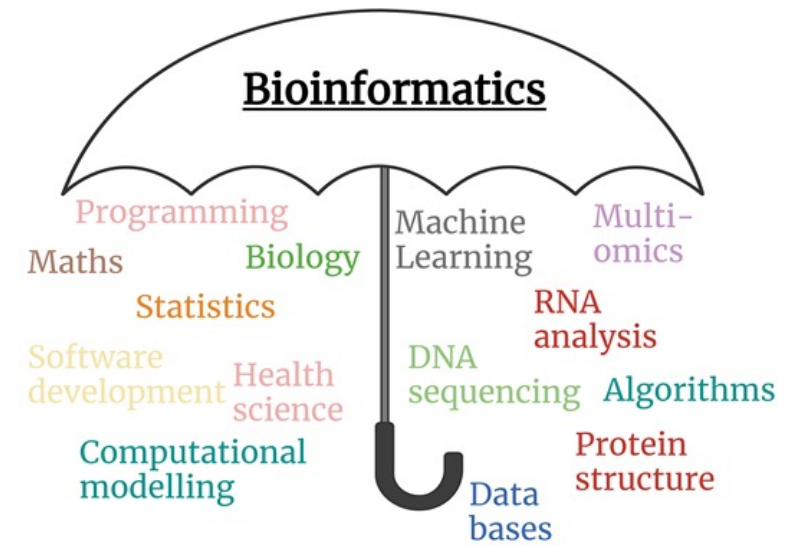 Bioinformatics
Programming
Maths
Biology
Statistics
Software
development
Health
science
Computational
modelling
Machine
Learning
Multi-
omics
RNA
analysis
DNA
sequencing
Algorithms
Protein
structure
Data
bases